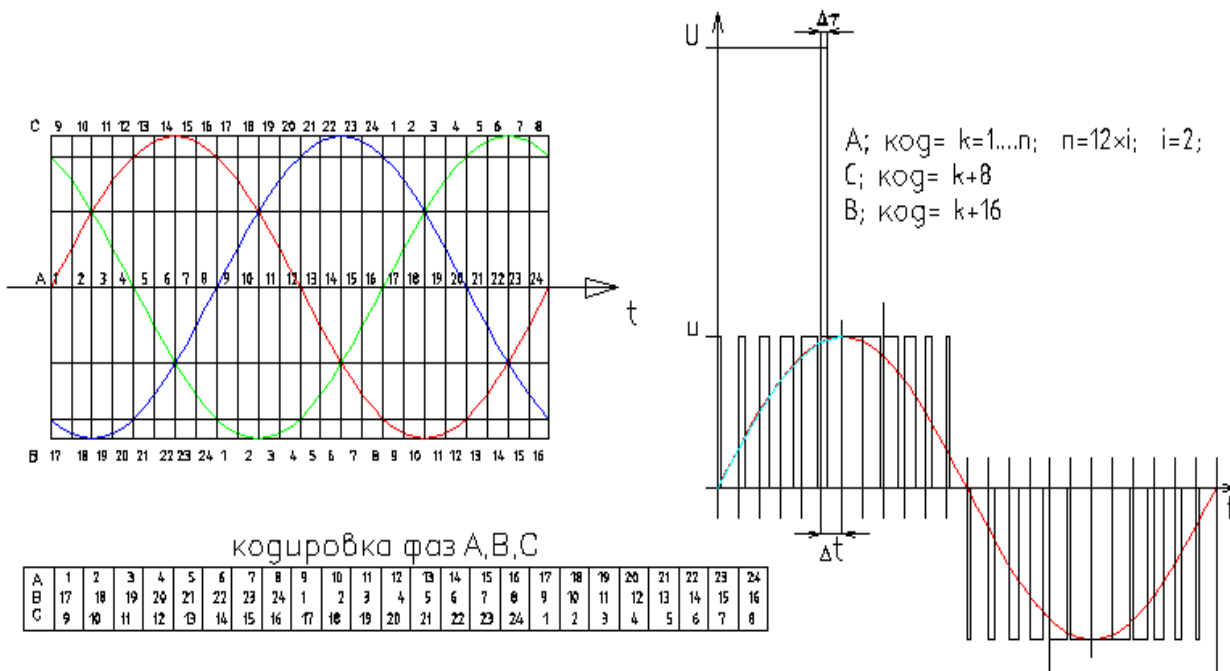 C 9 10 11 12 13 14 15 16 17 18 19 20 21 22 23 24 1 2 3 4 5 6 7 8
A 1 2 3 4 5 6 7 8 9 10 11 12 13 14 15 16 17 18 19 20 21 22 23 24
t
B 17 18 19 20 21 22 23 24 1 2 3 4 5 6 7 8 9 10 11 12 13 14 15 16
кодировка фаз А,В,С
A 1 2 3 4 5 6 7 8 9 10 11 12 13 14 15 16 17 18 19 20 21 22 23 24
B 17 18 19 20 21 22 23 24 1 2 3 4 5 6 7 8 9 10 11 12 13 14 15 16
C 9 10 11 12 13 14 15 16 17 18 19 20 21 22 23 24 1 2 3 4 5 6 7 8
Δτ
U
A; код= k=1....n; n=12×i; i=2;
C; код= k+8
B; код= k+16
u
t
Δt